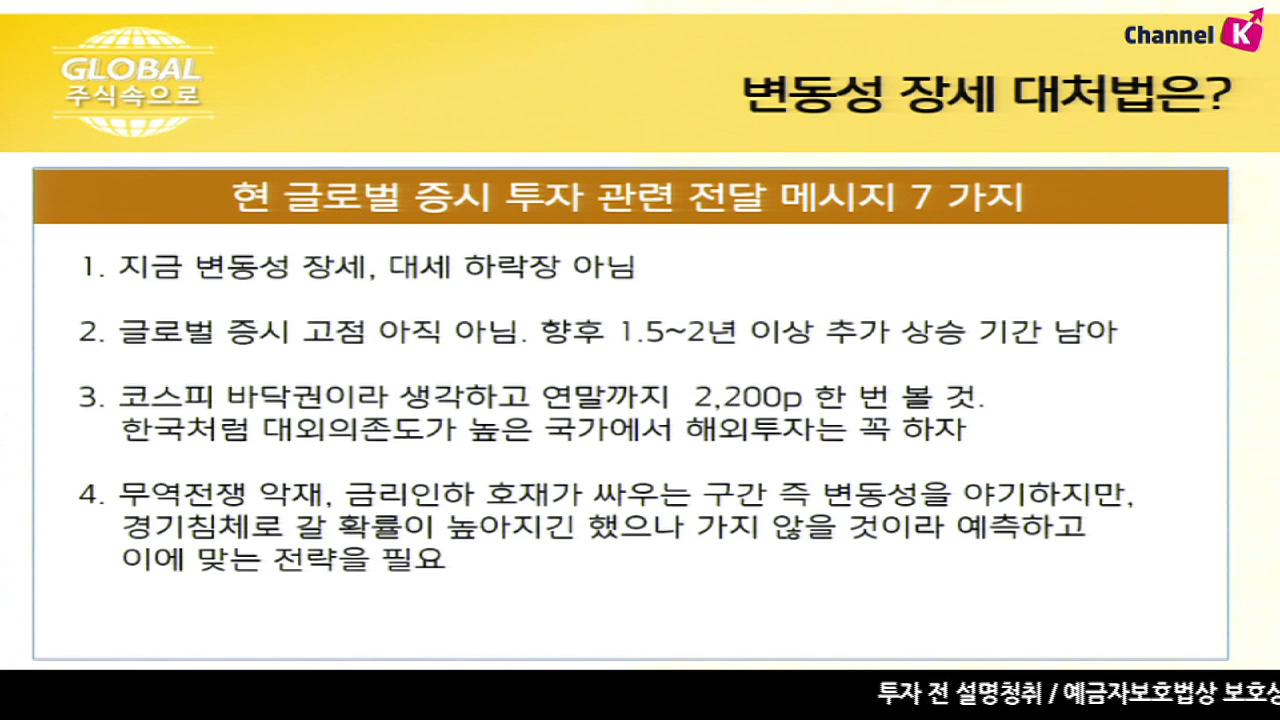 Channel K
GLOBAL
주식속으로
변동성 장세 대처법은?
현 글로벌 증시 투자 관련 전달 메시지 7 가지
1. 지금 변동성 장세, 대세 하락장 아님
2. 글로벌 증시 고점 아직 아님. 향후 1.5~2년 이상 추가 상승 기간 남아
3. 코스피 바닥권이라 생각하고 연말까지 2,200p 한 번 볼 것.
한국처럼 대외의존도가 높은 국가에서 해외투자는 꼭 하자
4. 무역전쟁 악재, 금리인하 호재가 싸우는 구간 즉 변동성을 야기하지만,
경기침체로 갈 확률이 높아지긴 했으나 가지 않을 것이라 예측하고
이에 맞는 전략을 필요
투자 전 설명청취 / 예금자보호법상 보호